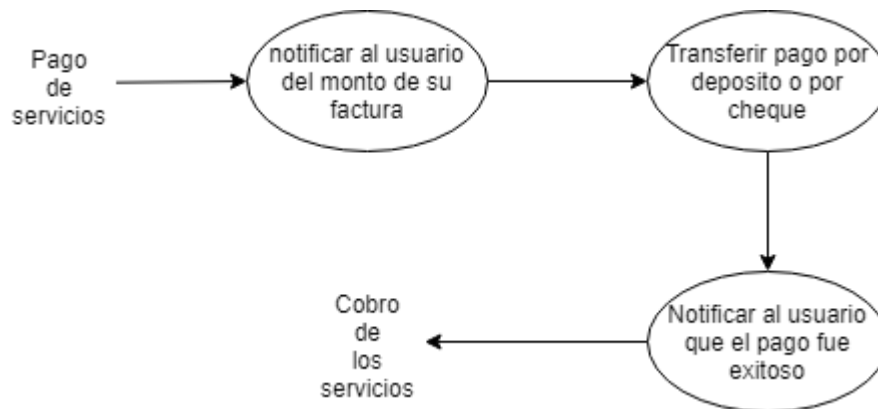 Pago
de
servicios
notificar al usuario
del monto de su
factura
Transferir pago por
deposito o por
cheque
Notificar al usuario
que el pago fue
exitoso
Cobro
de
los
servicios